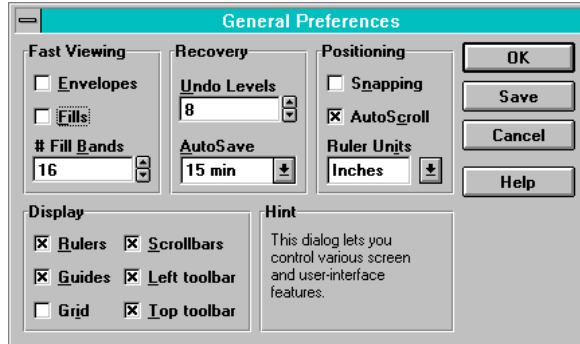 General Preferences
Fast Viewing
Envelopes
Fills
# Fill Bands
16
Recovery
Undo Levels
8
AutoSave
15 min
Positioning
Snapping
AutoScroll
Ruler Units
Inches
OK
Save
Cancel
Help
Display
Rulers
Scrollbars
Guides
Left toolbar
Grid
Top toolbar
Hint
This dialog lets you
control various screen
and user-interface
features.